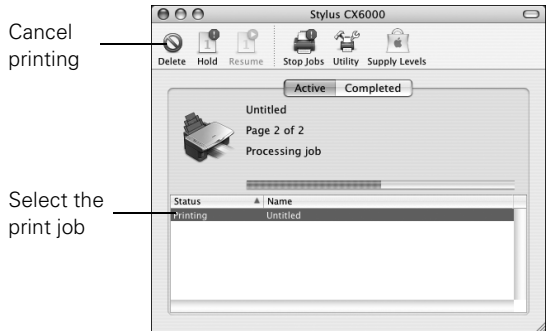 Stylus CX6000
Cancel
printing
Delete Hold Resume Stop Jobs Utility Supply Levels
Active Completed
Untitled
Page 2 of 2
Processing job
Select the
print job
Status Name
Printing Untitled